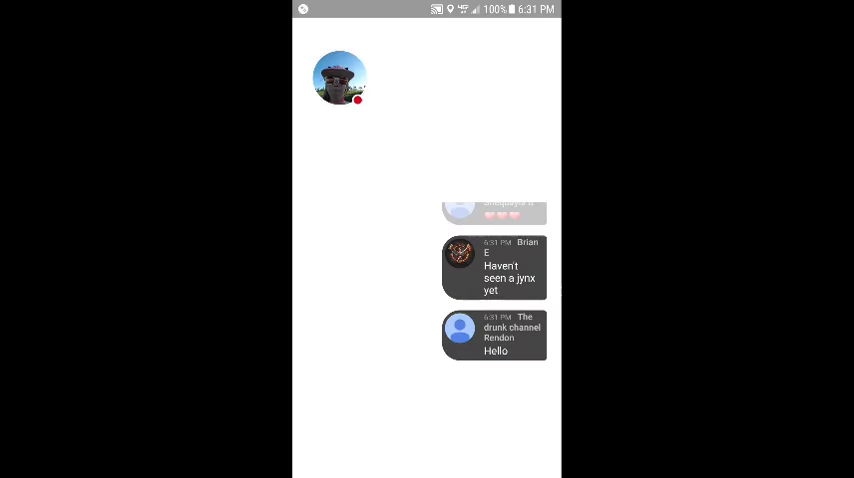 4G 100% 6:31 PM
❤❤❤
6:31 PM Brian
E
Haven't
seen a jynx
yet
6:31 PM The
drunk channel
Rendon
Hello